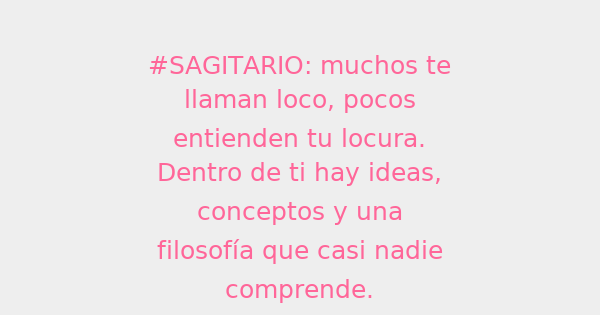 #SAGITARIO: muchos te
llaman loco, pocos
entienden tu locura.
Dentro de ti hay ideas,
conceptos y una
filosofía que casi nadie
comprende.